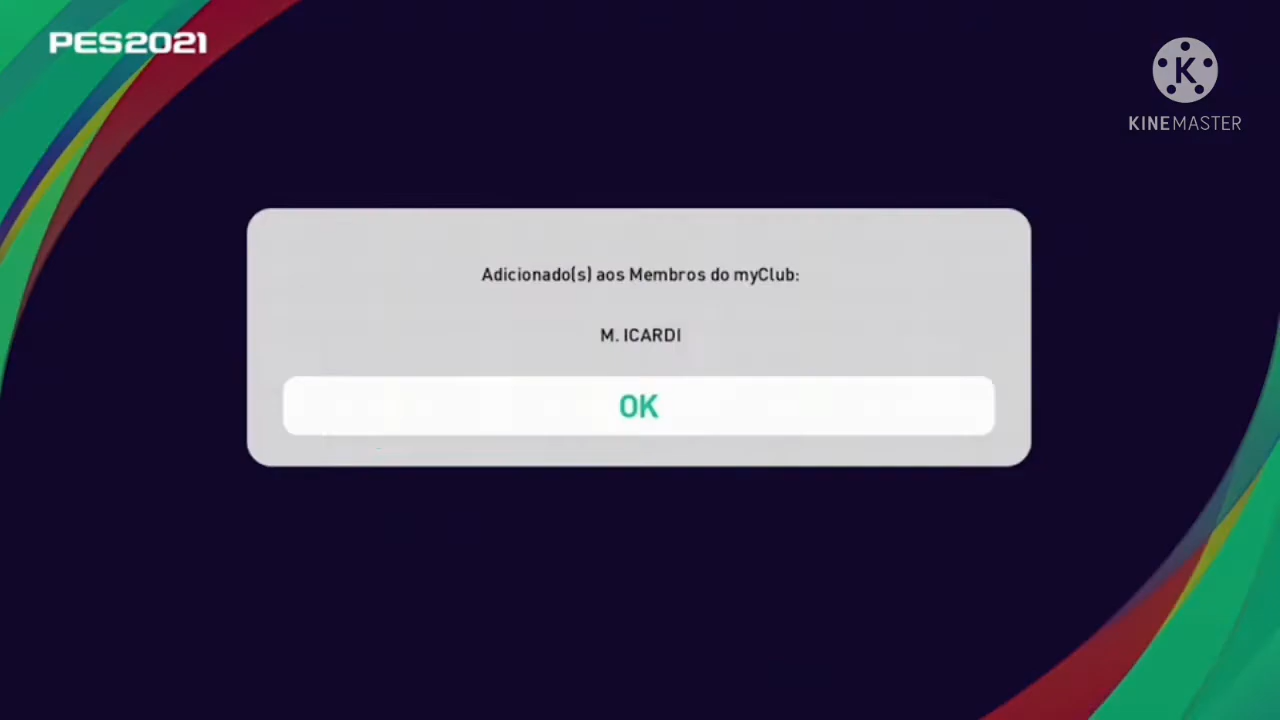 PES2021
K
KINEMASTER
Adicionado(s) aos Membros do myClub:
M. ICARDI
OK